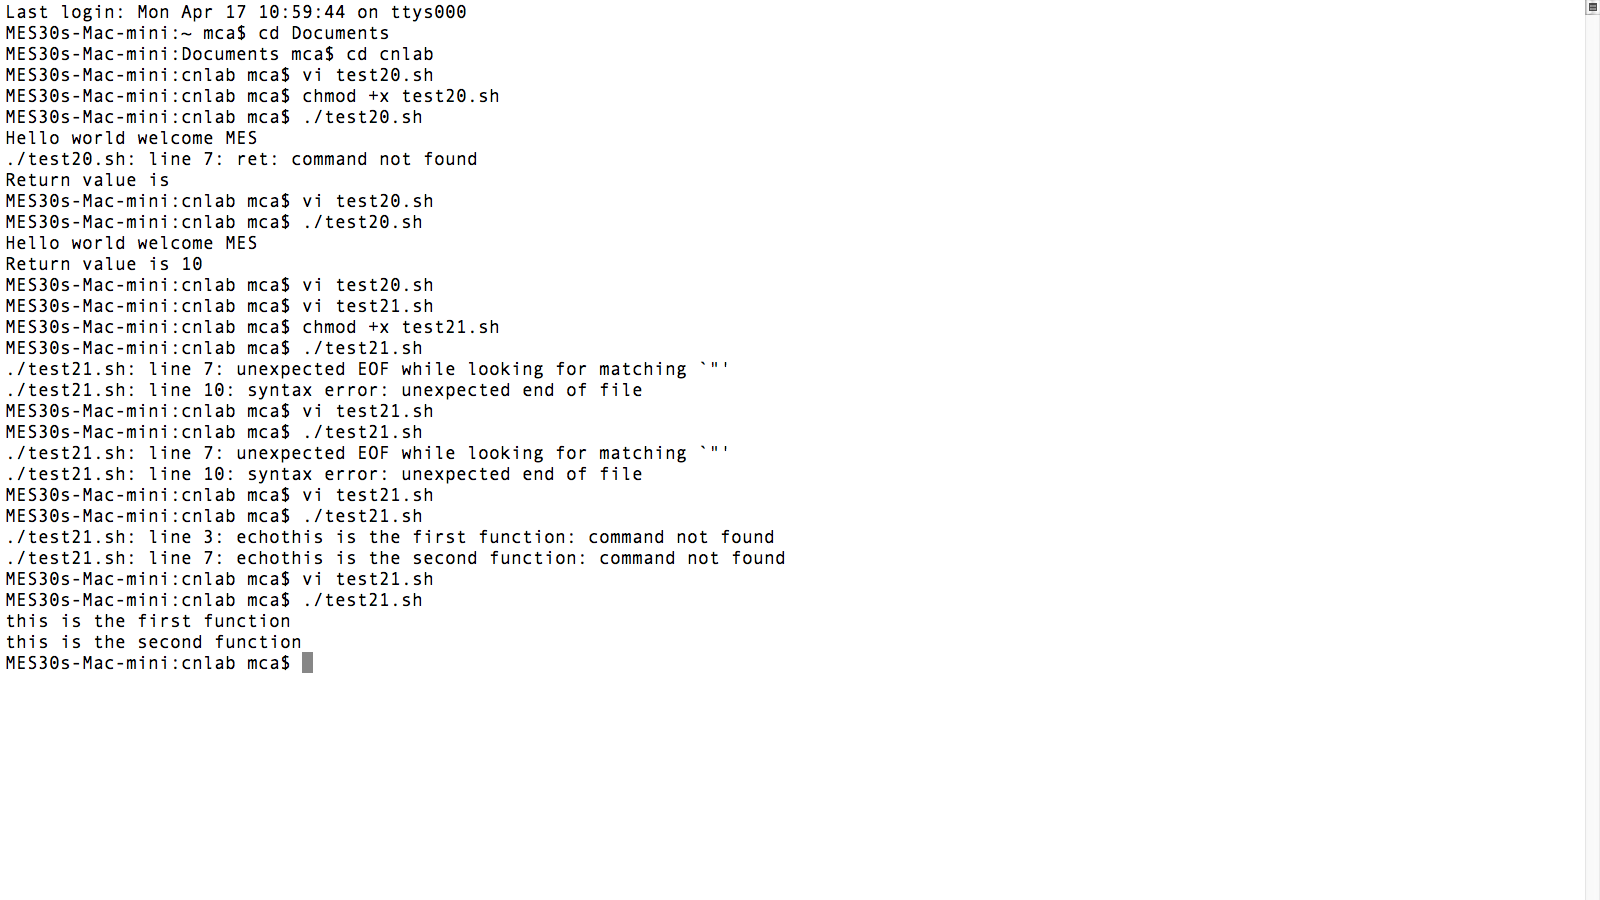 Last login: Mon Apr 17 10:59:44 on ttys000
MES30s-Mac-mini:~ mca$ cd Documents
MES30s-Mac-mini:Documents mca$ cd cnlab
MES30s-Mac-mini:cnlab mca$ vi test20.sh
MES30s-Mac-mini:cnlab mca$ chmod +x test20.sh
MES30s-Mac-mini:cnlab mca$ ./test20.sh
Hello world welcome MES
./test20.sh: line 7: ret: command not found
Return value is
MES30s-Mac-mini:cnlab mca$ vi test20.sh
MES30s-Mac-mini:cnlab mca$ ./test20.sh
Hello world welcome MES
Return value is 10
MES30s-Mac-mini:cnlab mca$ vi test20.sh
MES30s-Mac-mini:cnlab mca$ vi test21.sh
MES30s-Mac-mini:cnlab mca$ chmod +x test21.sh
MES30s-Mac-mini:cnlab mca$ ./test21.sh
./test21.sh: line 7: unexpected EOF while looking for matching `"'
./test21.sh: line 10: syntax error: unexpected end of file
MES30s-Mac-mini:cnlab mca$ vi test21.sh
MES30s-Mac-mini:cnlab mca$ ./test21.sh
./test21.sh: line 7: unexpected EOF while looking for matching `"'
./test21.sh: line 10: syntax error: unexpected end of file
MES30s-Mac-mini:cnlab mca$ vi test21.sh
MES30s-Mac-mini:cnlab mca$ ./test21.sh
./test21.sh: line 3: echothis is the first function: command not found
./test21.sh: line 7: echothis is the second function: command not found
MES30s-Mac-mini:cnlab mca$ vi test21.sh
MES30s-Mac-mini:cnlab mca$ ./test21.sh
this is the first function
this is the second function
MES30s-Mac-mini:cnlab mca$